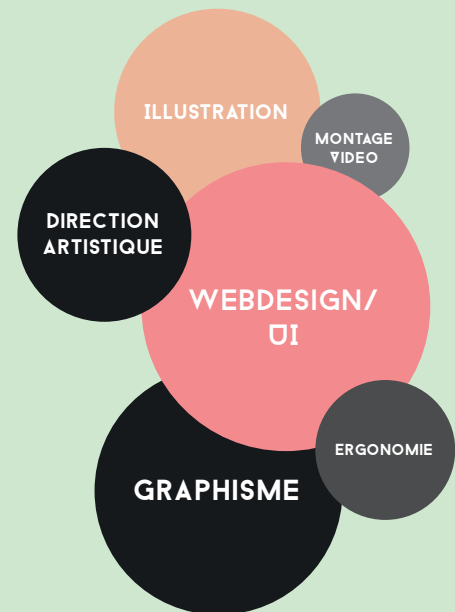 ILLUSTRATION
MONTAGE
VIDEO
DIRECTION
ARTISTIQUE
WEBDESIGN/
UI
ERGONOMIE
GRAPHISME